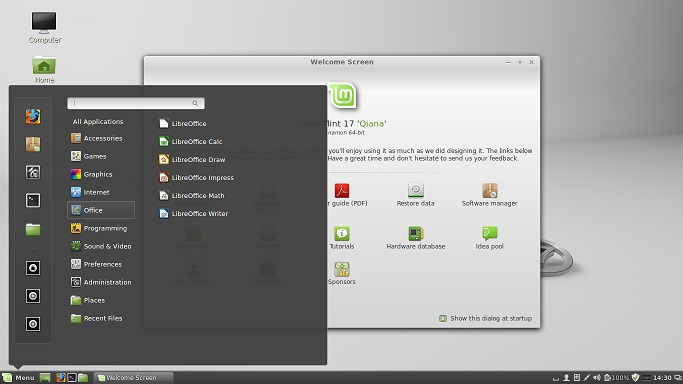 Computer
Home
Welcome Screen
Mint 17 'Qiana'
namon 64-bit
you'll enjoy using it as much as we did designing it. The links below
Have a great time and don't hesitate to send us your feedback.
All Applications
Accessories
Games
Graphics
Internet
Office
Programming
Sound & Video
Preferences
Administration
Places
Recent Files
LibreOffice
LibreOffice Calc
LibreOffice Draw
LibreOffice Impress
LibreOffice Math
LibreOffice Writer
guide (PDF)
Restore data
Software manager
Tutorials
Hardware database
Idea pool
Sponsors
Show this dialog at startup
Menu
Welcome Screen
100%
14:30